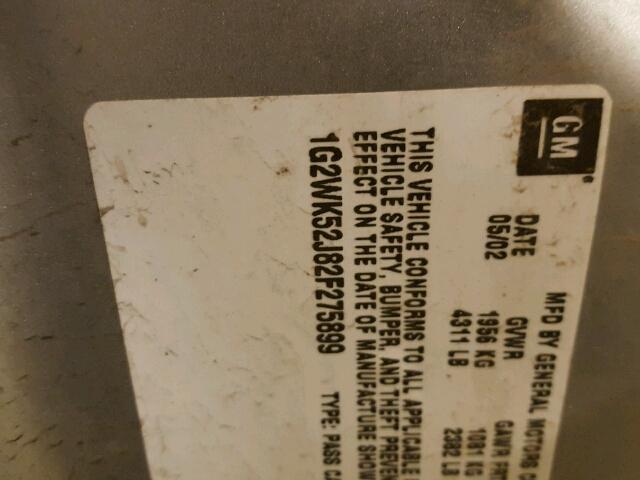 GM
MFD BY GENERAL MOTORS
DATE GVWR GAWR FRT
05/02 1956 KG 1081 KG
4311 LB 2382 LB
THIS VEHICLE CONFORMS TO ALL APPLICABLE
VEHICLE SAFETY, BUMPER, AND THEFT PREVEN
EFFECT ON THE DATE OF MANUFACTURE SHOW
1G2WK52J82F275899 TYPE: PASS CA